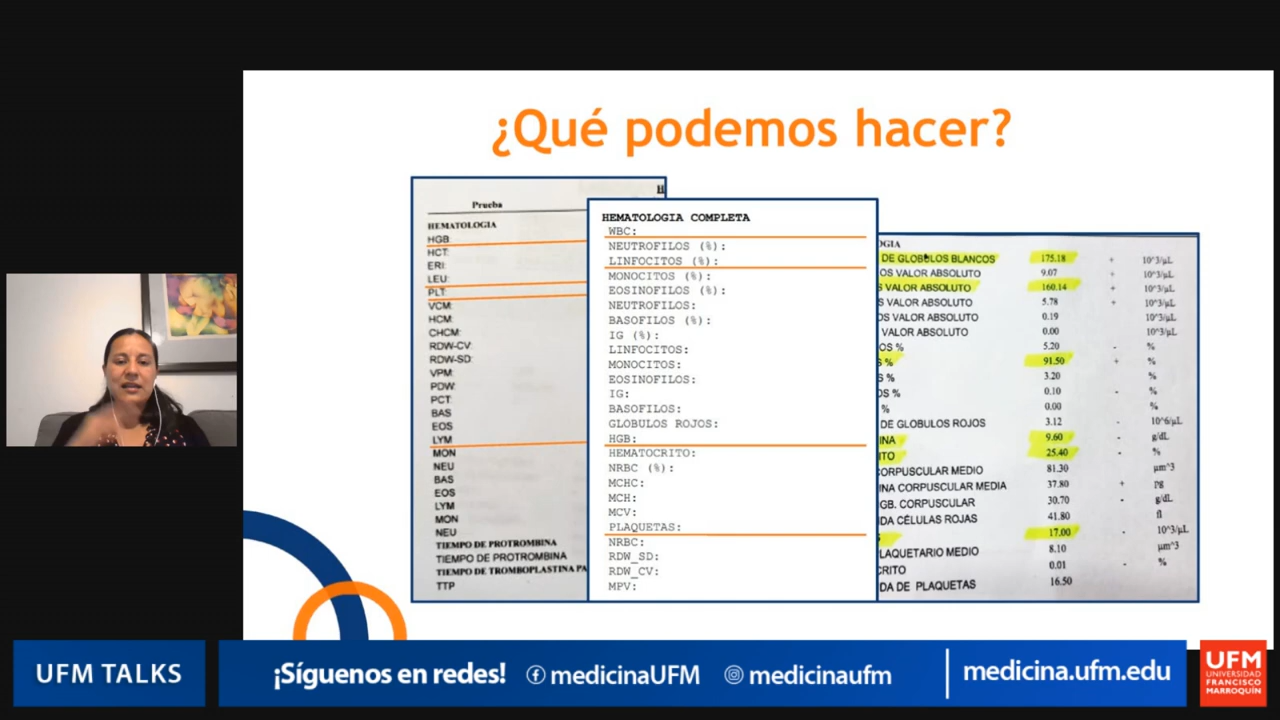 ¿Qué podemos hacer?
Prueba
HEMATOLOGIA
HGB
HCT:
ERI:
LEU:
PLT:
VCM:
HCM:
CHCM:
RDW-CV:
RDW-SD:
VPM:
PDW:
PCT:
BAS
EOS
LYM
MON
NEU
BAS
EOS
LYM
MON
NEU
TIEMPO DE PROTROMBINA
TIEMPO DE PROTROMBINA
TIEMPO DE TROMBOPLASTINA PA
TTP
HEMATOLOGIA COMPLETA
WBC:
NEUTROFILOS (%):
LINFOCITOS (%):
MONOCITOS (%):
EOSINOFILOS (%):
NEUTROFILOS:
BASOFILOS (%):
IG (%):
LINFOCITOS:
MONOCITOS:
EOSINOFILOS:
IG:
BASOFILOS:
GLOBULOS ROJOS:
HGB:
HEMATOCRITO:
NRBC (%):
MCHC:
MCH:
MCV:
PLAQUETAS:
NRBC:
RDW_SD:
RDW_CV:
MPV:
OGIA
DE GLOBULOS BLANCOS 175.18 + 10^3/µL
OS VALOR ABSOLUTO 9.07 + 10^3/µL
S VALOR ABSOLUTO 160.14 + 10^3/µL
S VALOR ABSOLUTO 5.78 + 10^3/µL
OS VALOR ABSOLUTO 0.19 10^3/µL
VALOR ABSOLUTO 0.00 10^3/µL
OS % 5.20 - %
S % 91.50 + %
S % 3.20 %
OS % 0.10 - %
% 0.00 %
DE GLOBULOS ROJOS 3.12 - 10^6/µL
INA 9.60 - g/dL
ITO 25.40 - %
CORPUSCULAR MEDIO 81.30 µm^3
INA CORPUSCULAR MEDIA 37.80 + pg
HGB. CORPUSCULAR 30.70 - g/dL
DA CÉLULAS ROJAS 41.80 fl
S 17.00 - 10^3/µL
LAQUETARIO MEDIO 8.10 µm^3
CRITO 0.01 - %
DA DE PLAQUETAS 16.50
UFM TALKS
¡Síguenos en redes! medicinaUFM medicinaufm
medicina.ufm.edu
UFM
UNIVERSIDAD
FRANCISCO
MARROQUÍN